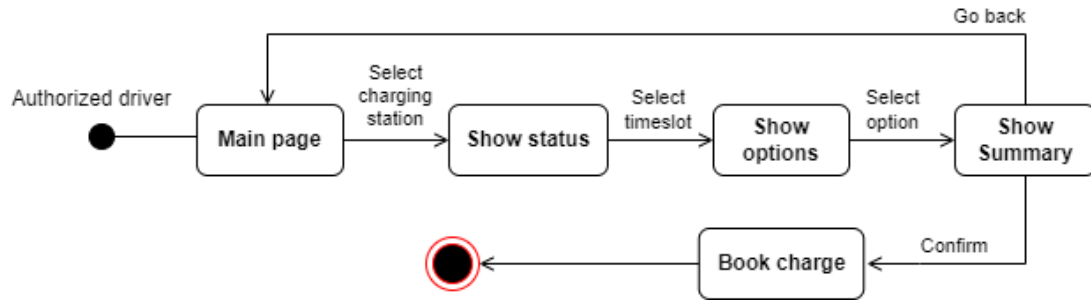 Go back
Authorized driver
Select
charging
station
Select
timeslot
Select
option
Main page
Show status
Show
options
Show
Summary
Book charge
Confirm